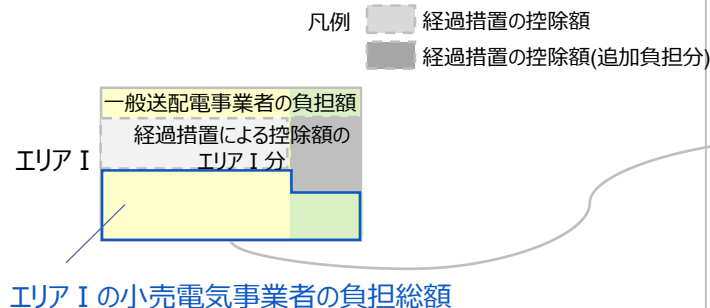 凡例
経過措置の控除額
経過措置の控除額(追加負担分)
一般送配電事業者の負担額
経過措置による控除額の
エリアⅠ分
エリアⅠ
エリアⅠの小売電気事業者の負担総額